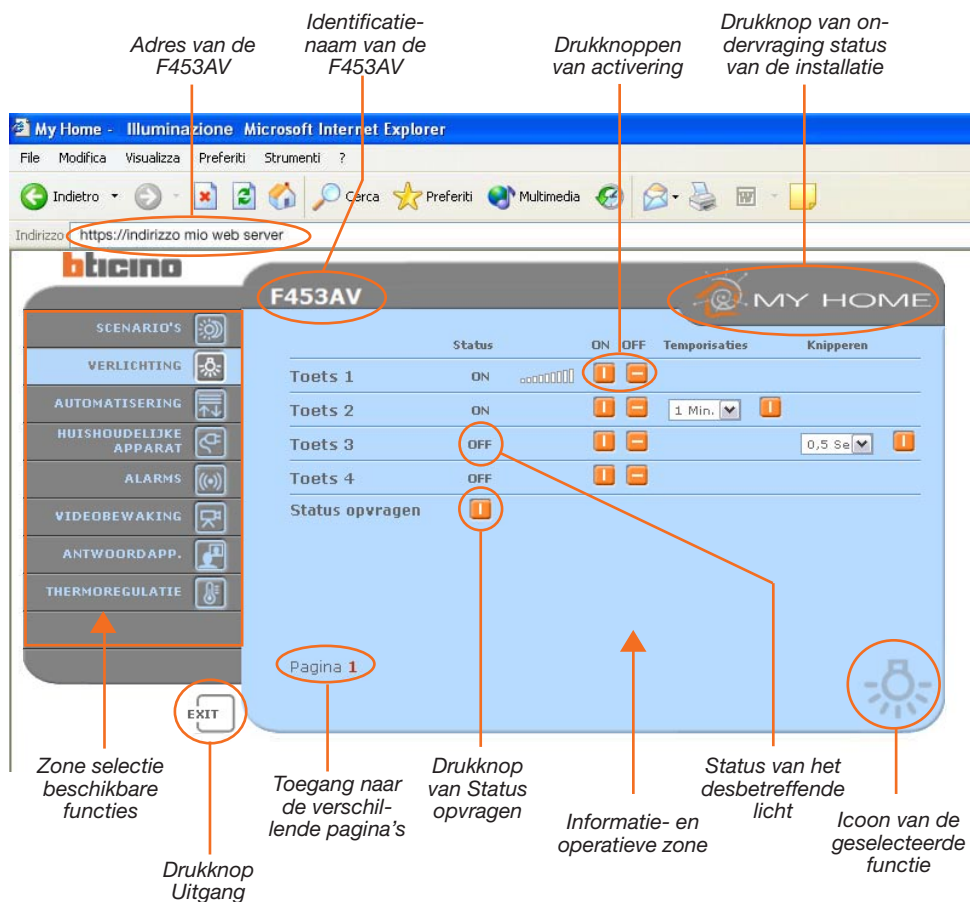 Adres van de
F453AV
Identificatie-
naam van de
F453AV
Drukknoppen
van activering
Drukknop van on-
dervraging status
van de installatie
My Home - Illuminazione Microsoft Internet Explorer
File Modifica Visualizza Preferiti Strumenti ?
Indietro Cerca Preferiti Multimedia
Indirizzo https://indirizzo mio web server
bticino
F453AV
MY HOME
SCENARIO'S
VERLICHTING
AUTOMATISERING
HUISHOUDELIJKE
APPARAT
ALARMS
VIDEOBEWAKING
ANTWOORDAPP.
THERMOREGULATIE
EXIT
Status ON OFF Temporisaties Knipperen
Toets 1 ON
Toets 2 ON 1 Min.
Toets 3 OFF 0,5 Se
Toets 4 OFF
Status opvragen
Pagina 1
Zone selectie
beschikbare
functies
Drukknop
Uitgang
Toegang naar
de verschil-
lende pagina's
Drukknop
van Status
opvragen
Informatie- en
operatieve zone
Status van het
desbetreffende
licht
Icoon van de
geselecteerde
functie